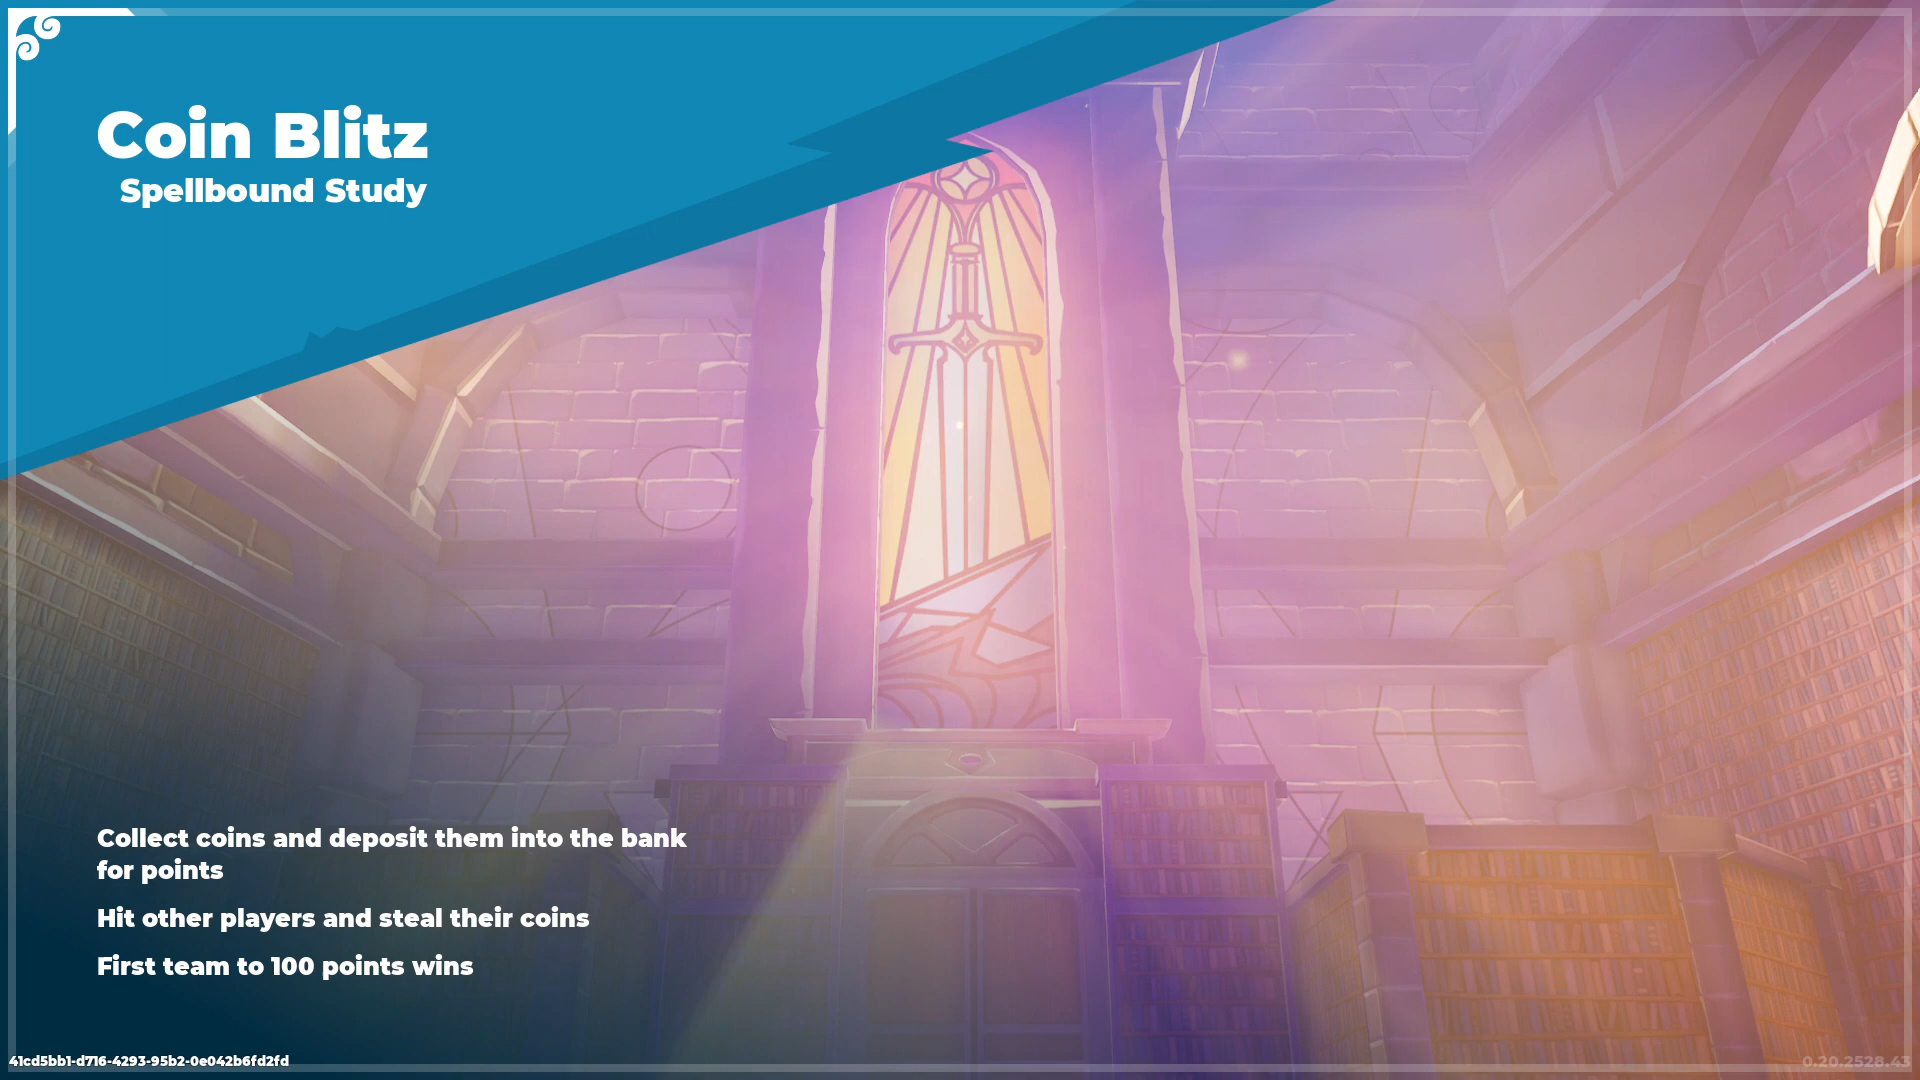 Coin Blitz
Spellbound Study
Collect coins and deposit them into the bank
for points
Hit other players and steal their coins
First team to 100 points wins
41cd5bb1-d716-4293-95b2-0e042b6fd2fd
0.20.2528.43